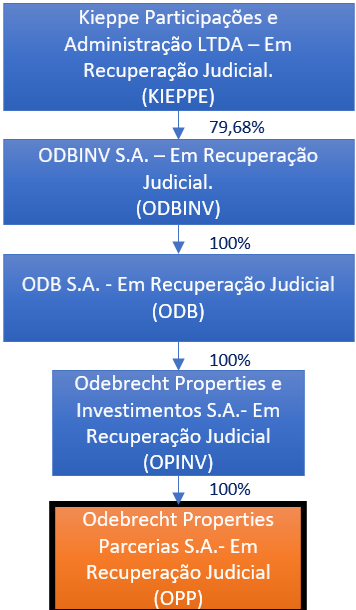 Kieppe Participações e
Administração LTDA – Em
Recuperação Judicial.
(KIEPPE)
79,68%
ODBINV S.A. – Em Recuperação
Judicial.
(ODBINV)
100%
ODB S.A. - Em Recuperação Judicial
(ODB)
100%
Odebrecht Properties e
Investimentos S.A.- Em
Recuperação Judicial
(OPINV)
100%
Odebrecht Properties
Parcerias S.A.- Em
Recuperação Judicial
(OPP)